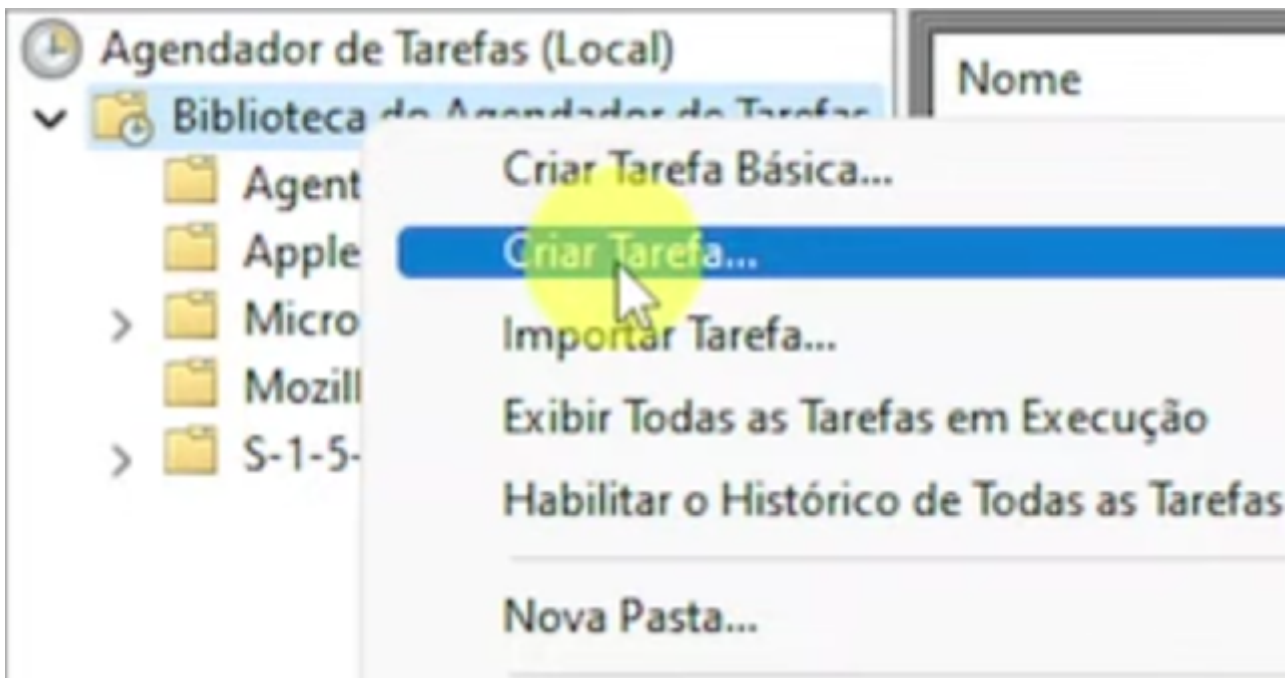 Agendador de Tarefas (Local)
Nome
Biblioteca do Agendador de Tarefas
Criar Tarefa Básica...
Agent
Apple
Criar Tarefa...
Micro
Importar Tarefa...
Mozill
Exibir Todas as Tarefas em Execução
S-1-5-
Habilitar o Histórico de Todas as Tarefas
Nova Pasta...